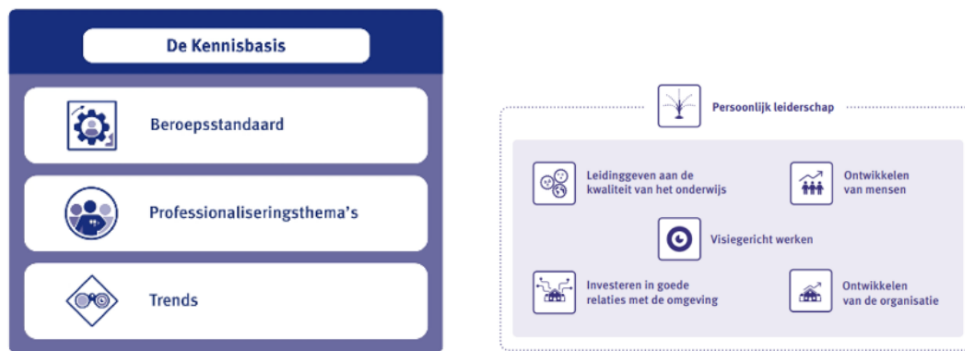 De Kennisbasis
Beroepsstandaard
Professionaliseringsthema's
Trends
Persoonlijk leiderschap
Leidinggeven aan de
kwaliteit van het onderwijs
Ontwikkelen
van mensen
Visiegericht werken
Investeren in goede
relaties met de omgeving
Ontwikkelen
van de organisatie